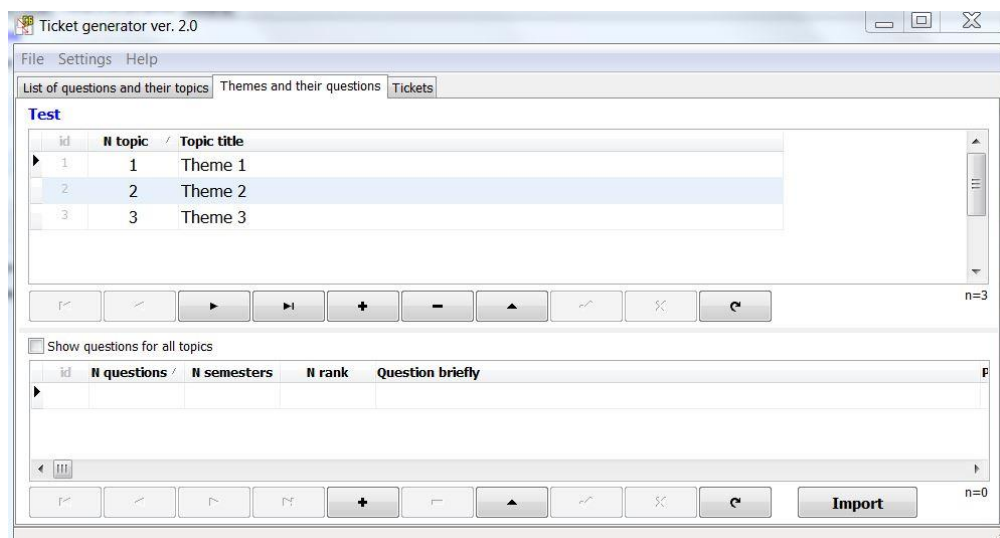 Ticket generator ver. 2.0
File Settings Help
List of questions and their topics Themes and their questions Tickets
Test
id N topic Topic title
1 1 Theme 1
2 2 Theme 2
3 3 Theme 3
n=3
Show questions for all topics
id N questions N semesters N rank Question briefly P
Import n=0